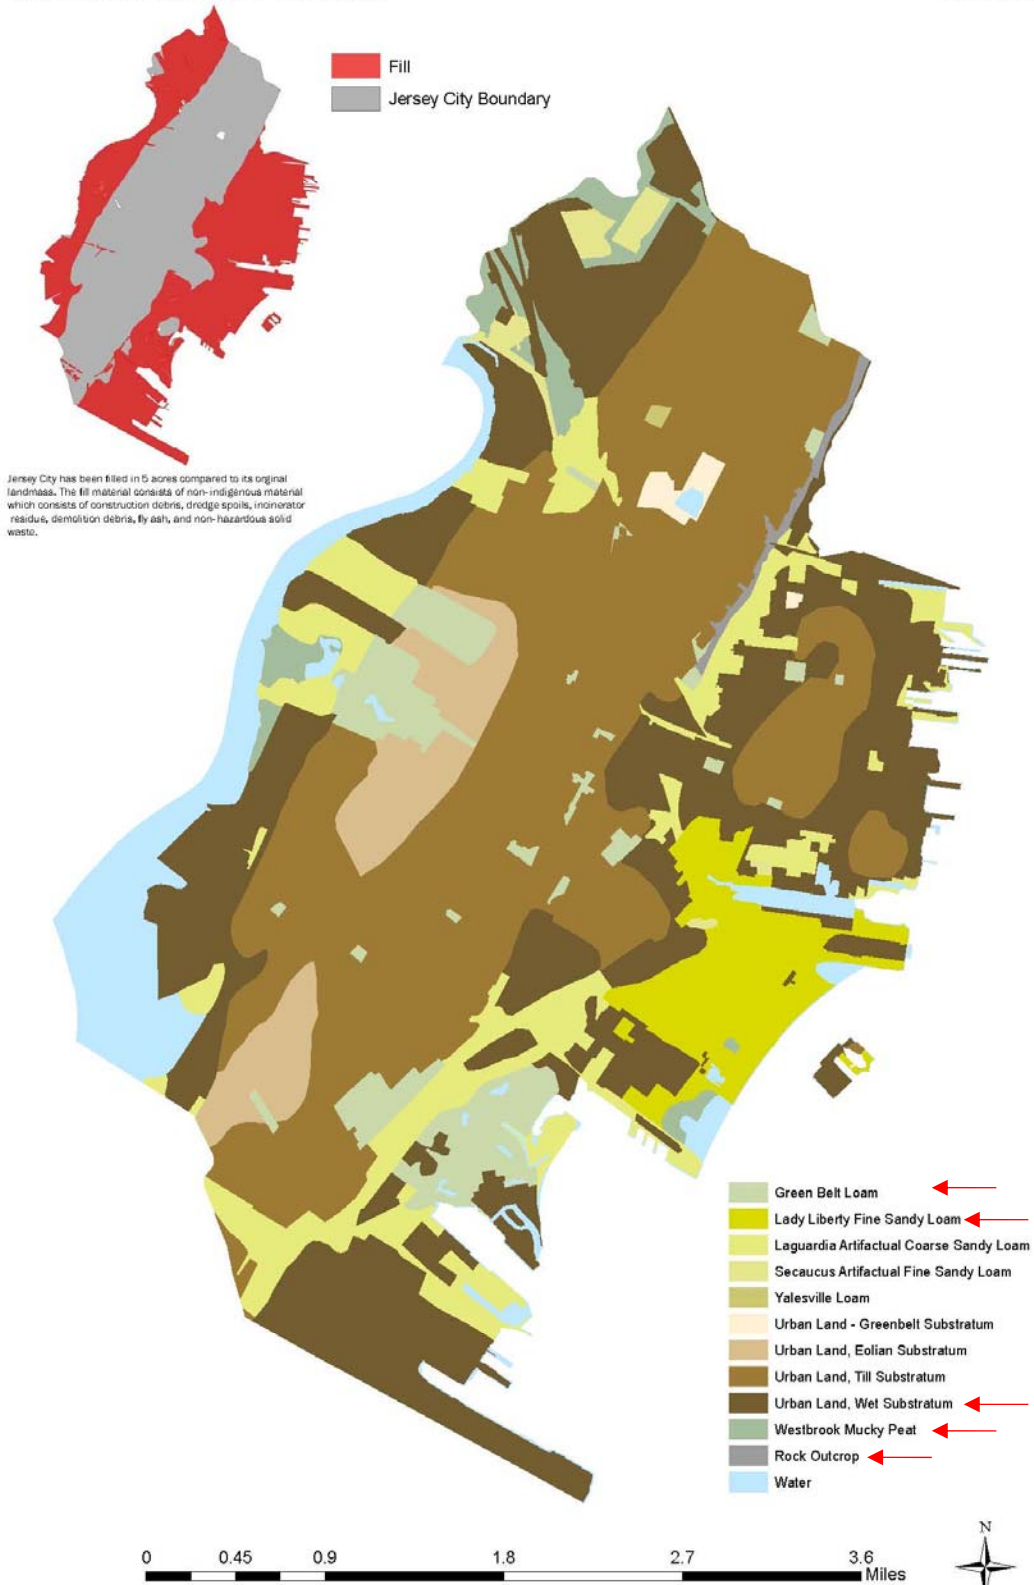 Fill
Jersey City Boundary
Jersey City has been filled in 5 acres compared to its orginal
landmass. The fill material consists of non-indigenous material
which consists of construction debris, dredge spoils, incinerator
residue, demolition debris, fly ash, and non-hazardous solid
waste.
Green Belt Loam
Lady Liberty Fine Sandy Loam
Laguardia Artifactual Coarse Sandy Loam
Secaucus Artifactual Fine Sandy Loam
Yalesville Loam
Urban Land - Greenbelt Substratum
Urban Land, Eolian Substratum
Urban Land, Till Substratum
Urban Land, Wet Substratum
Westbrook Mucky Peat
Rock Outcrop
Water
N
0 0.45 0.9 1.8 2.7 3.6
Miles